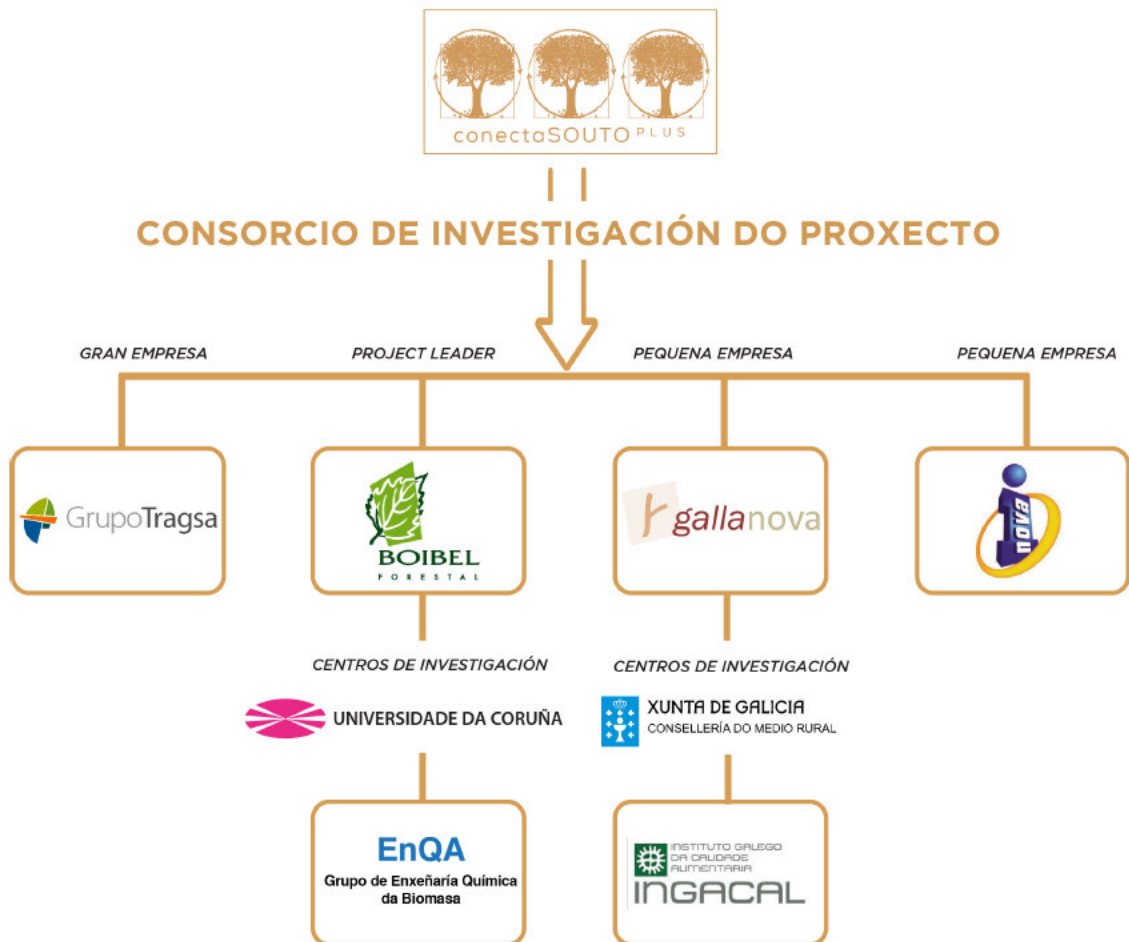 conectaSOUTO PLUS
CONSORCIO DE INVESTIGACIÓN DO PROXECTO
GRAN EMPRESA
PROJECT LEADER
PEQUENA EMPRESA
PEQUENA EMPRESA
GrupoTragsa
BOIBEL
FORESTAL
gallanova
inova
CENTROS DE INVESTIGACIÓN
CENTROS DE INVESTIGACIÓN
UNIVERSIDADE DA CORUÑA
XUNTA DE GALICIA
CONSELLERÍA DO MEDIO RURAL
EnQA
Grupo de Enxeñaría Química
da Biomasa
INSTITUTO GALEGO
DA CALIDADE
ALIMENTARIA
INGACAL